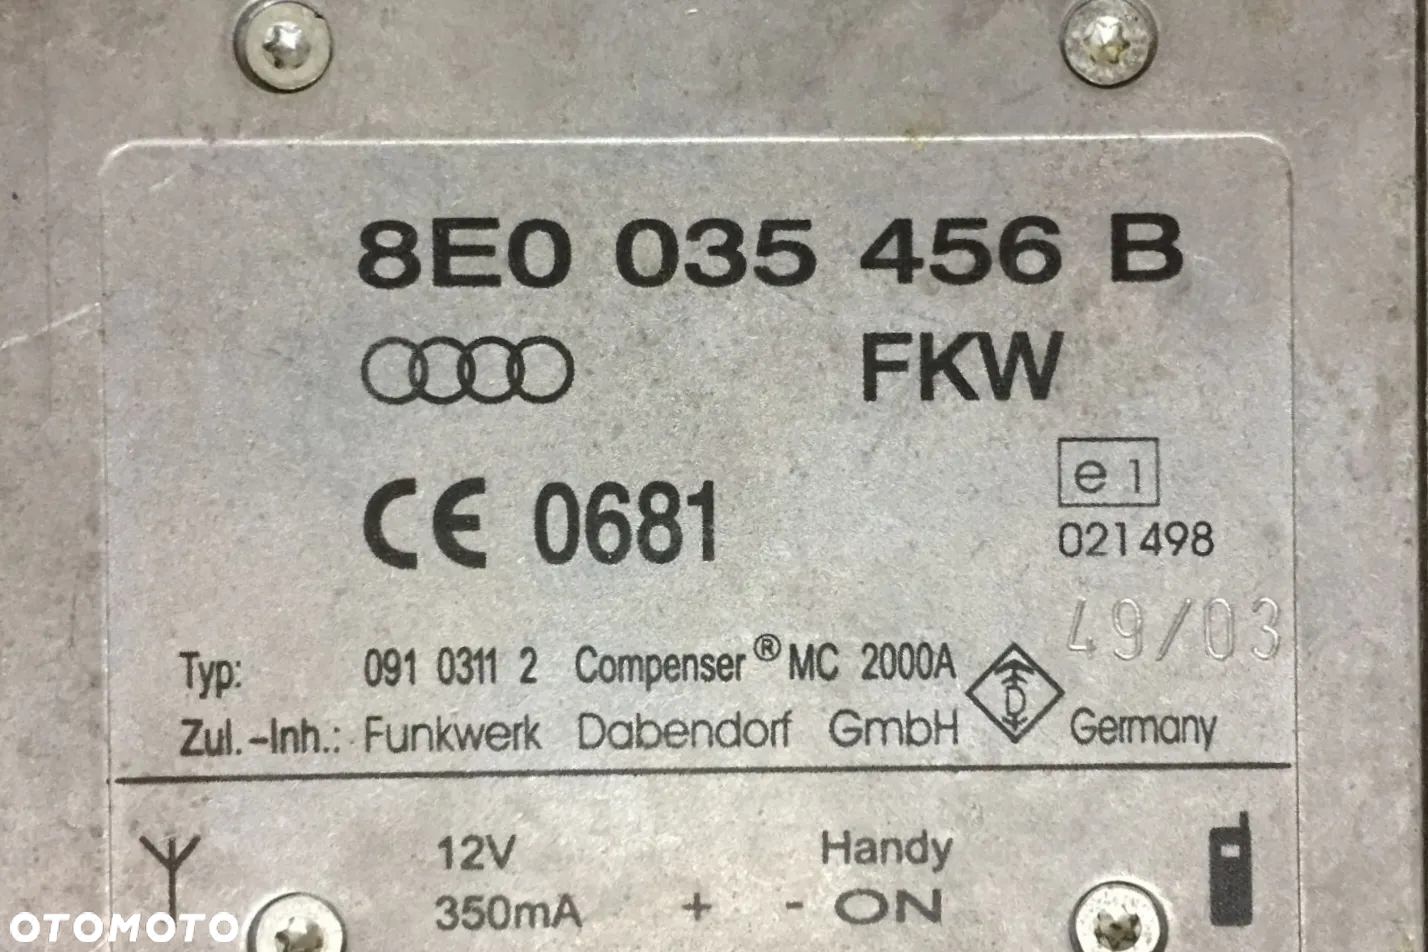 8E0 035 456 B
FKW
CE 0681
e 1
021498
49/03
Typ: 091 0311 2 Compenser® MC 2000A
D
Zul.-Inh.: Funkwerk Dabendorf GmbH Germany
12V Handy
350mA + - ON
OTOMOTO